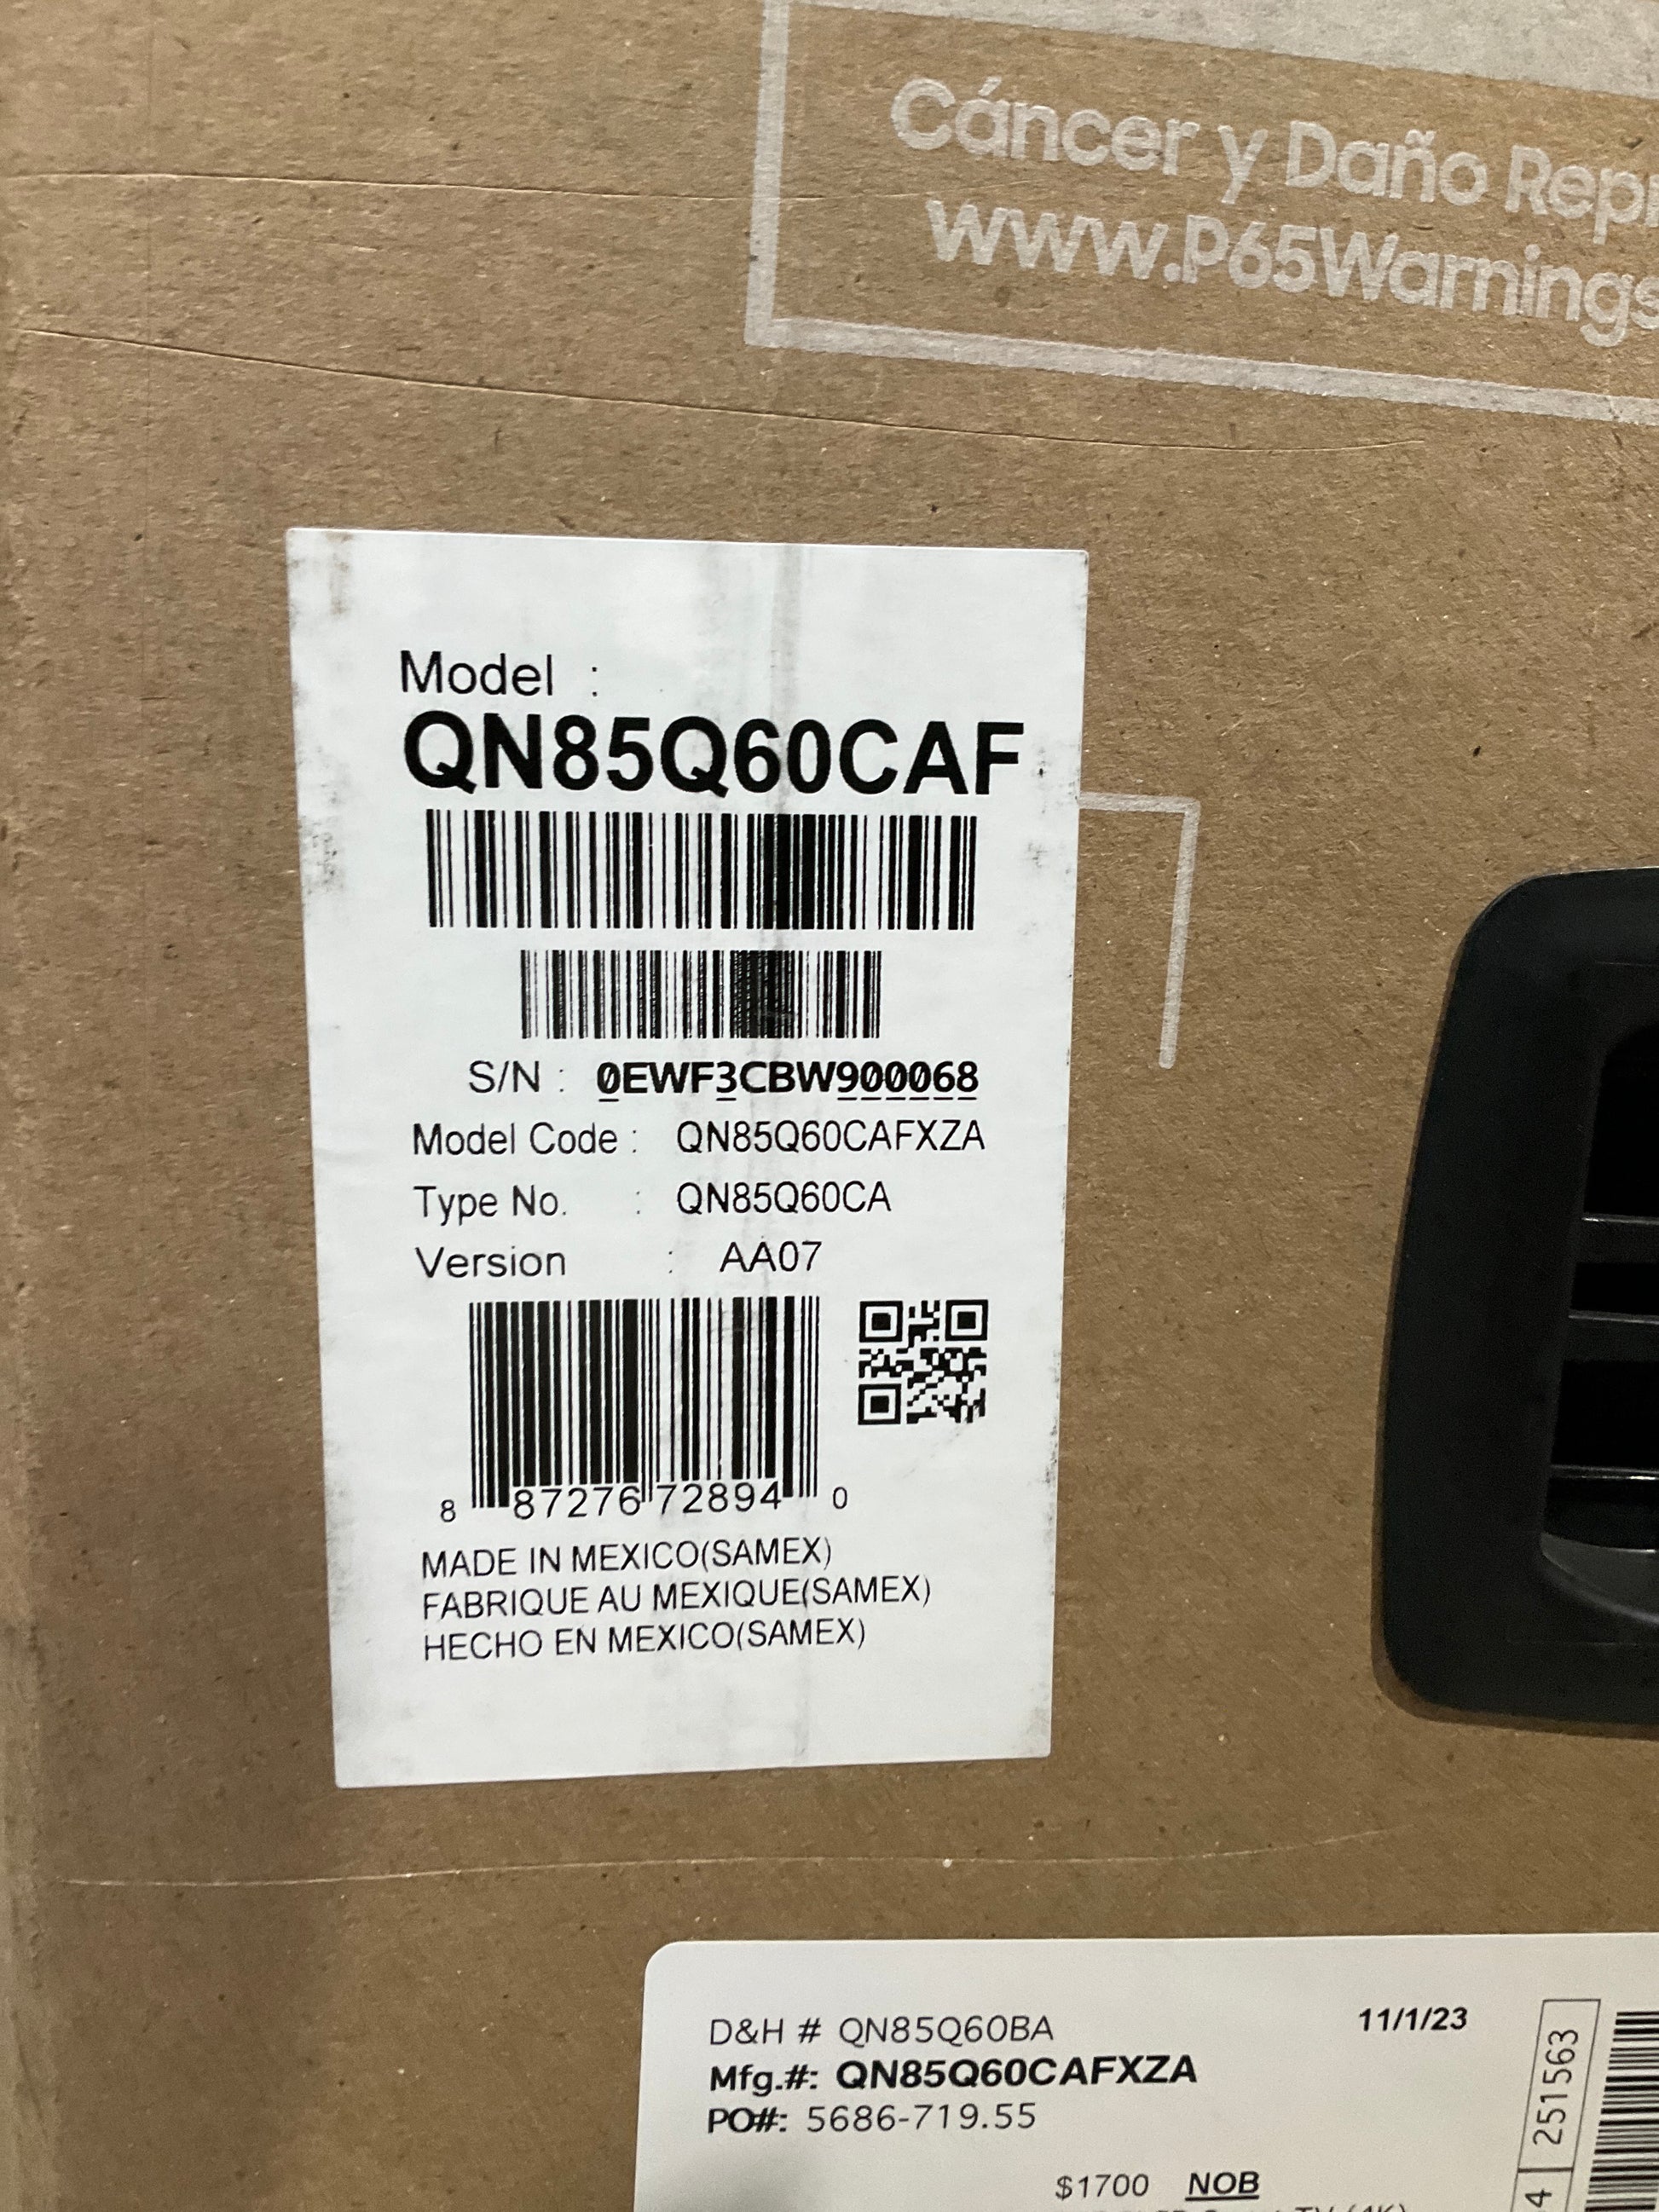 Cáncer y Daño
www.P65Warnings
Model :
QN85Q60CAF
S/N : 0EWF3CBW900068
Model Code : QN85Q60CAFXZA
Type No. : QN85Q60CA
Version : AA07
8 87276 72894 0
MADE IN MEXICO(SAMEX)
FABRIQUE AU MEXIQUE(SAMEX)
HECHO EN MEXICO(SAMEX)
D&H # QN85Q60BA 11/1/23
Mfg.#: QN85Q60CAFXZA
PO#: 5686-719.55
251563
$1700 NOB